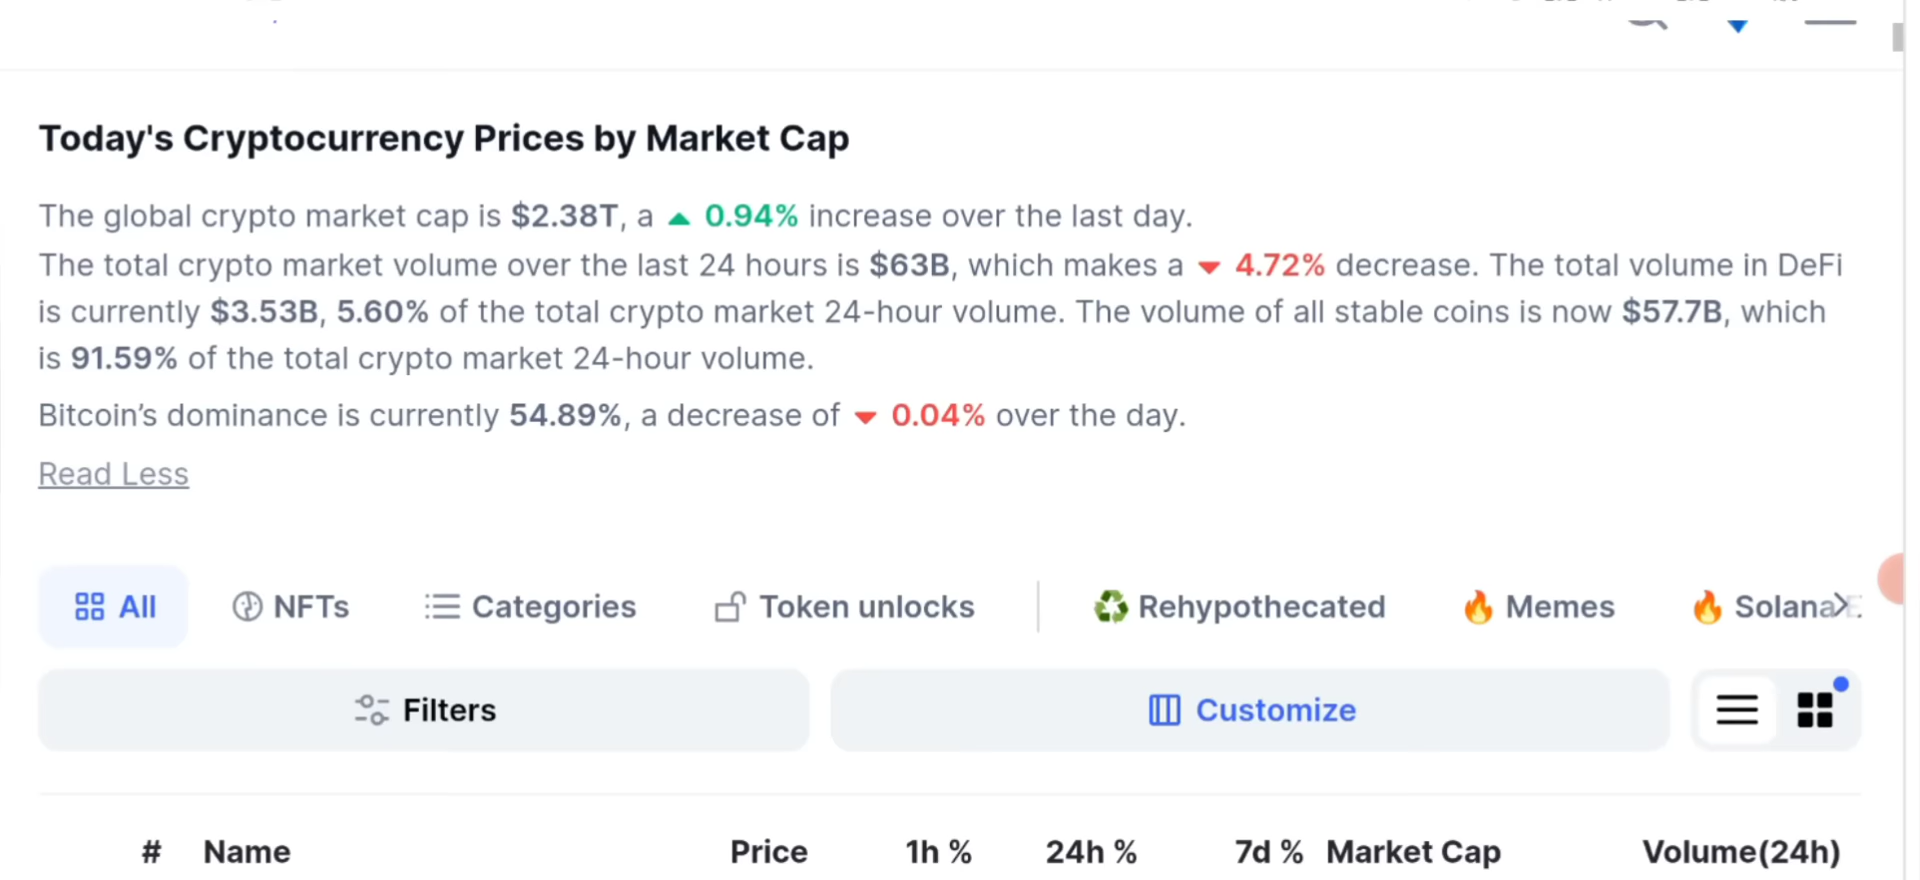 Today's Cryptocurrency Prices by Market Cap
The global crypto market cap is $2.38T, a ▲ 0.94% increase over the last day.
The total crypto market volume over the last 24 hours is $63B, which makes a ▼ 4.72% decrease. The total volume in DeFi
is currently $3.53B, 5.60% of the total crypto market 24-hour volume. The volume of all stable coins is now $57.7B, which
is 91.59% of the total crypto market 24-hour volume.
Bitcoin’s dominance is currently 54.89%, a decrease of ▼ 0.04% over the day.
Read Less
All NFTs Categories Token unlocks Rehypothecated Memes Solana
Filters Customize
# Name Price 1h % 24h % 7d % Market Cap Volume(24h)